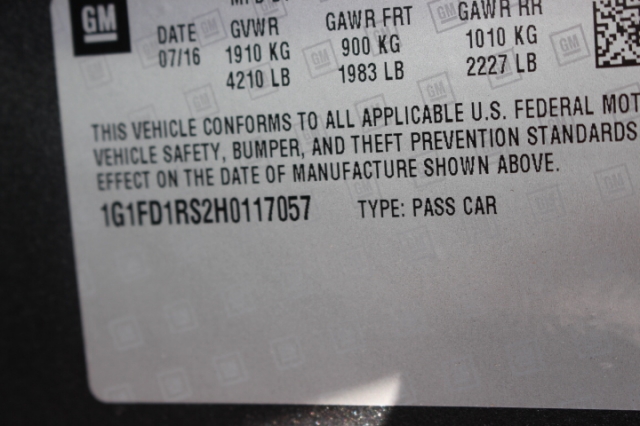 GM
DATE GVWR GAWR FRT GAWR RR
07/16 1910 KG 900 KG 1010 KG
4210 LB 1983 LB 2227 LB
THIS VEHICLE CONFORMS TO ALL APPLICABLE U.S. FEDERAL MOT
VEHICLE SAFETY, BUMPER, AND THEFT PREVENTION STANDARDS
EFFECT ON THE DATE OF MANUFACTURE SHOWN ABOVE.
1G1FD1RS2H0117057 TYPE: PASS CAR